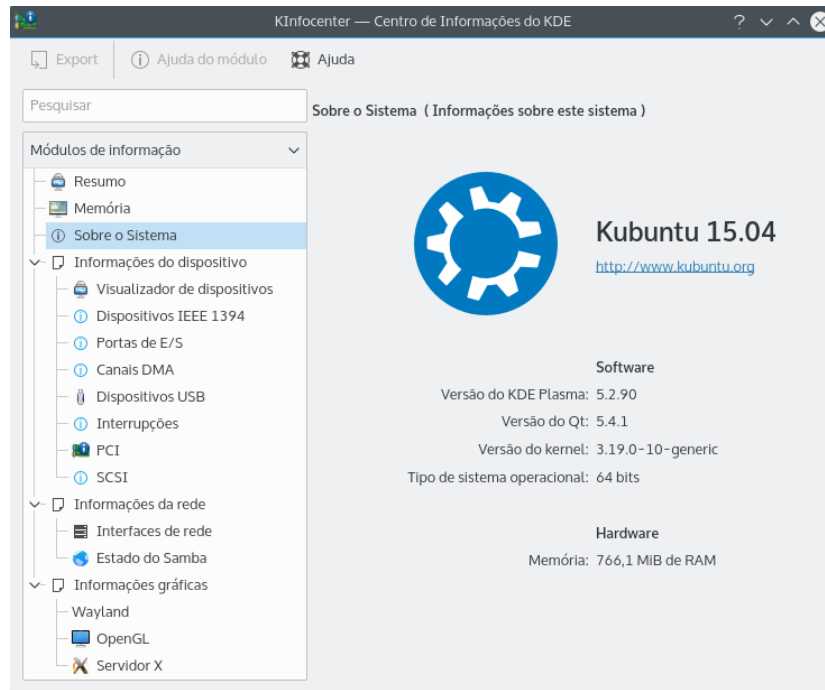 KInfocenter — Centro de Informações do KDE
Export
Ajuda do módulo
Ajuda
Pesquisar
Módulos de informação
Resumo
Memória
Sobre o Sistema
Informações do dispositivo
Visualizador de dispositivos
Dispositivos IEEE 1394
Portas de E/S
Canais DMA
Dispositivos USB
Interrupções
PCI
SCSI
Informações da rede
Interfaces de rede
Estado do Samba
Informações gráficas
Wayland
OpenGL
Servidor X
Sobre o Sistema ( Informações sobre este sistema )
Kubuntu 15.04
http://www.kubuntu.org
Software
Versão do KDE Plasma: 5.2.90
Versão do Qt: 5.4.1
Versão do kernel: 3.19.0-10-generic
Tipo de sistema operacional: 64 bits
Hardware
Memória: 766,1 MiB de RAM